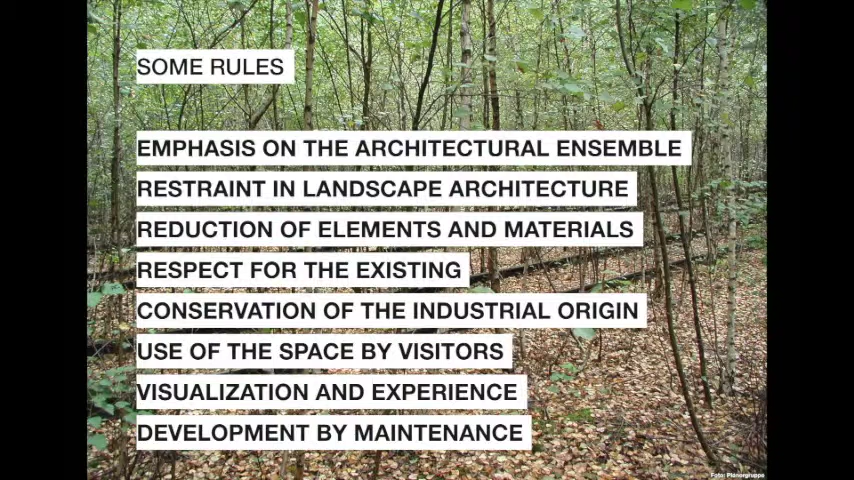 SOME RULES
EMPHASIS ON THE ARCHITECTURAL ENSEMBLE
RESTRAINT IN LANDSCAPE ARCHITECTURE
REDUCTION OF ELEMENTS AND MATERIALS
RESPECT FOR THE EXISTING
CONSERVATION OF THE INDUSTRIAL ORIGIN
USE OF THE SPACE BY VISITORS
VISUALIZATION AND EXPERIENCE
DEVELOPMENT BY MAINTENANCE
Foto: Planergruppe